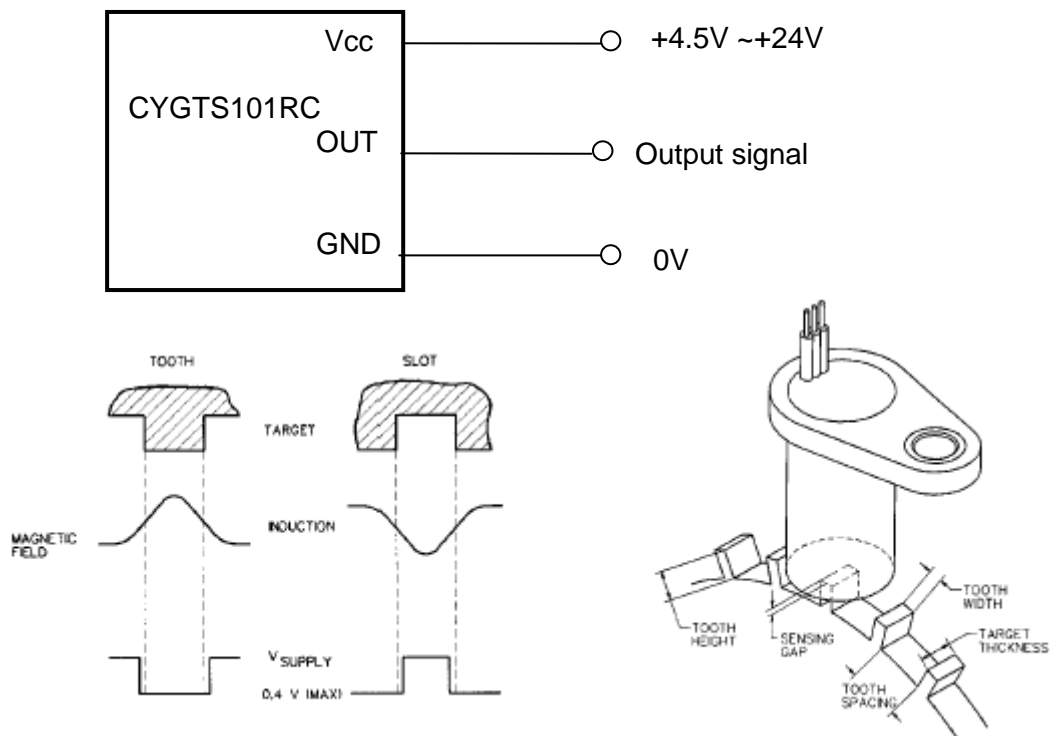 Vcc
+4.5V ~+24V
CYGTS101RC
OUT
Output signal
GND
0V
TOOTH
SLOT
TARGET
MAGNETIC
FIELD
INDUCTION
VSUPPLY
0,4 V (MAX)
TOOTH
HEIGHT
SENSING
GAP
TOOTH
WIDTH
TARGET
THICKNESS
TOOTH
SPACING